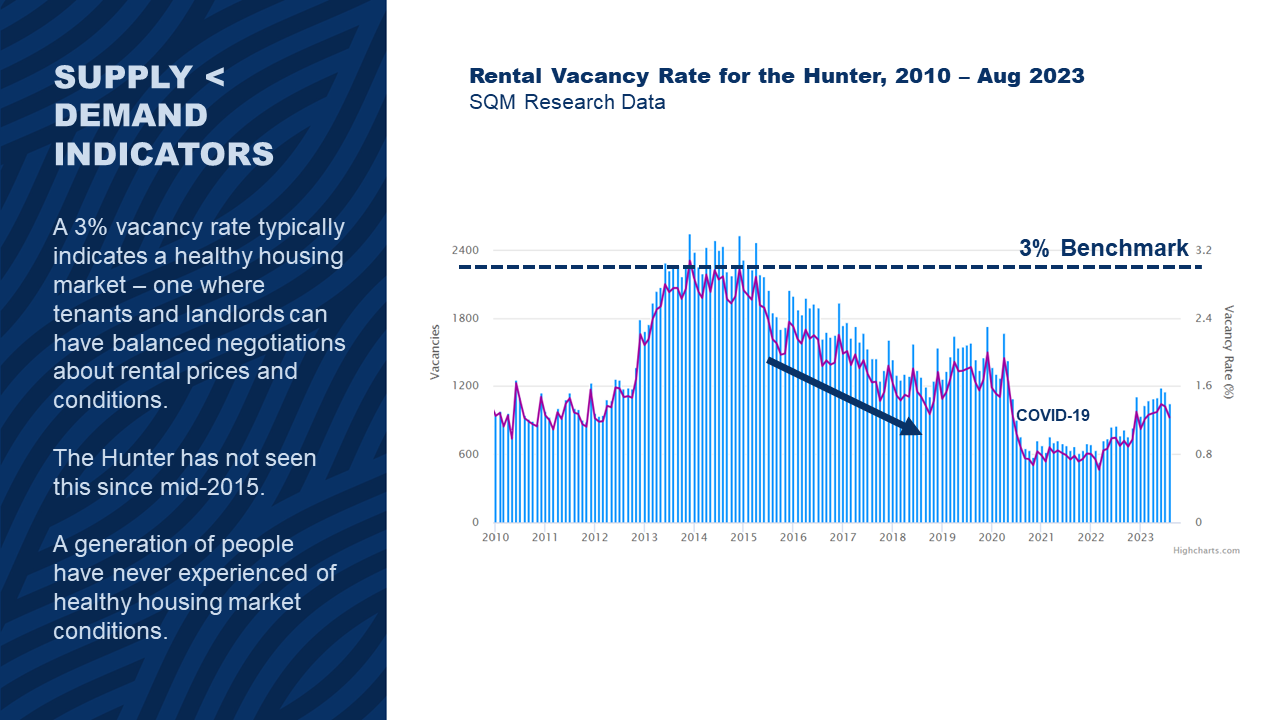 SUPPLY <
DEMAND
INDICATORS
A 3% vacancy rate typically
indicates a healthy housing
market – one where
tenants and landlords can
have balanced negotiations
about rental prices and
conditions.
The Hunter has not seen
this since mid-2015.
A generation of people
have never experienced of
healthy housing market
conditions.
Rental Vacancy Rate for the Hunter, 2010 – Aug 2023
SQM Research Data
3% Benchmark
2400
1800
1200
600
0
Vacancies
3.2
2.4
1.6
0.8
0
Vacancy Rate (%)
COVID-19
2010 2011 2012 2013 2014 2015 2016 2017 2018 2019 2020 2021 2022 2023
Highcharts.com